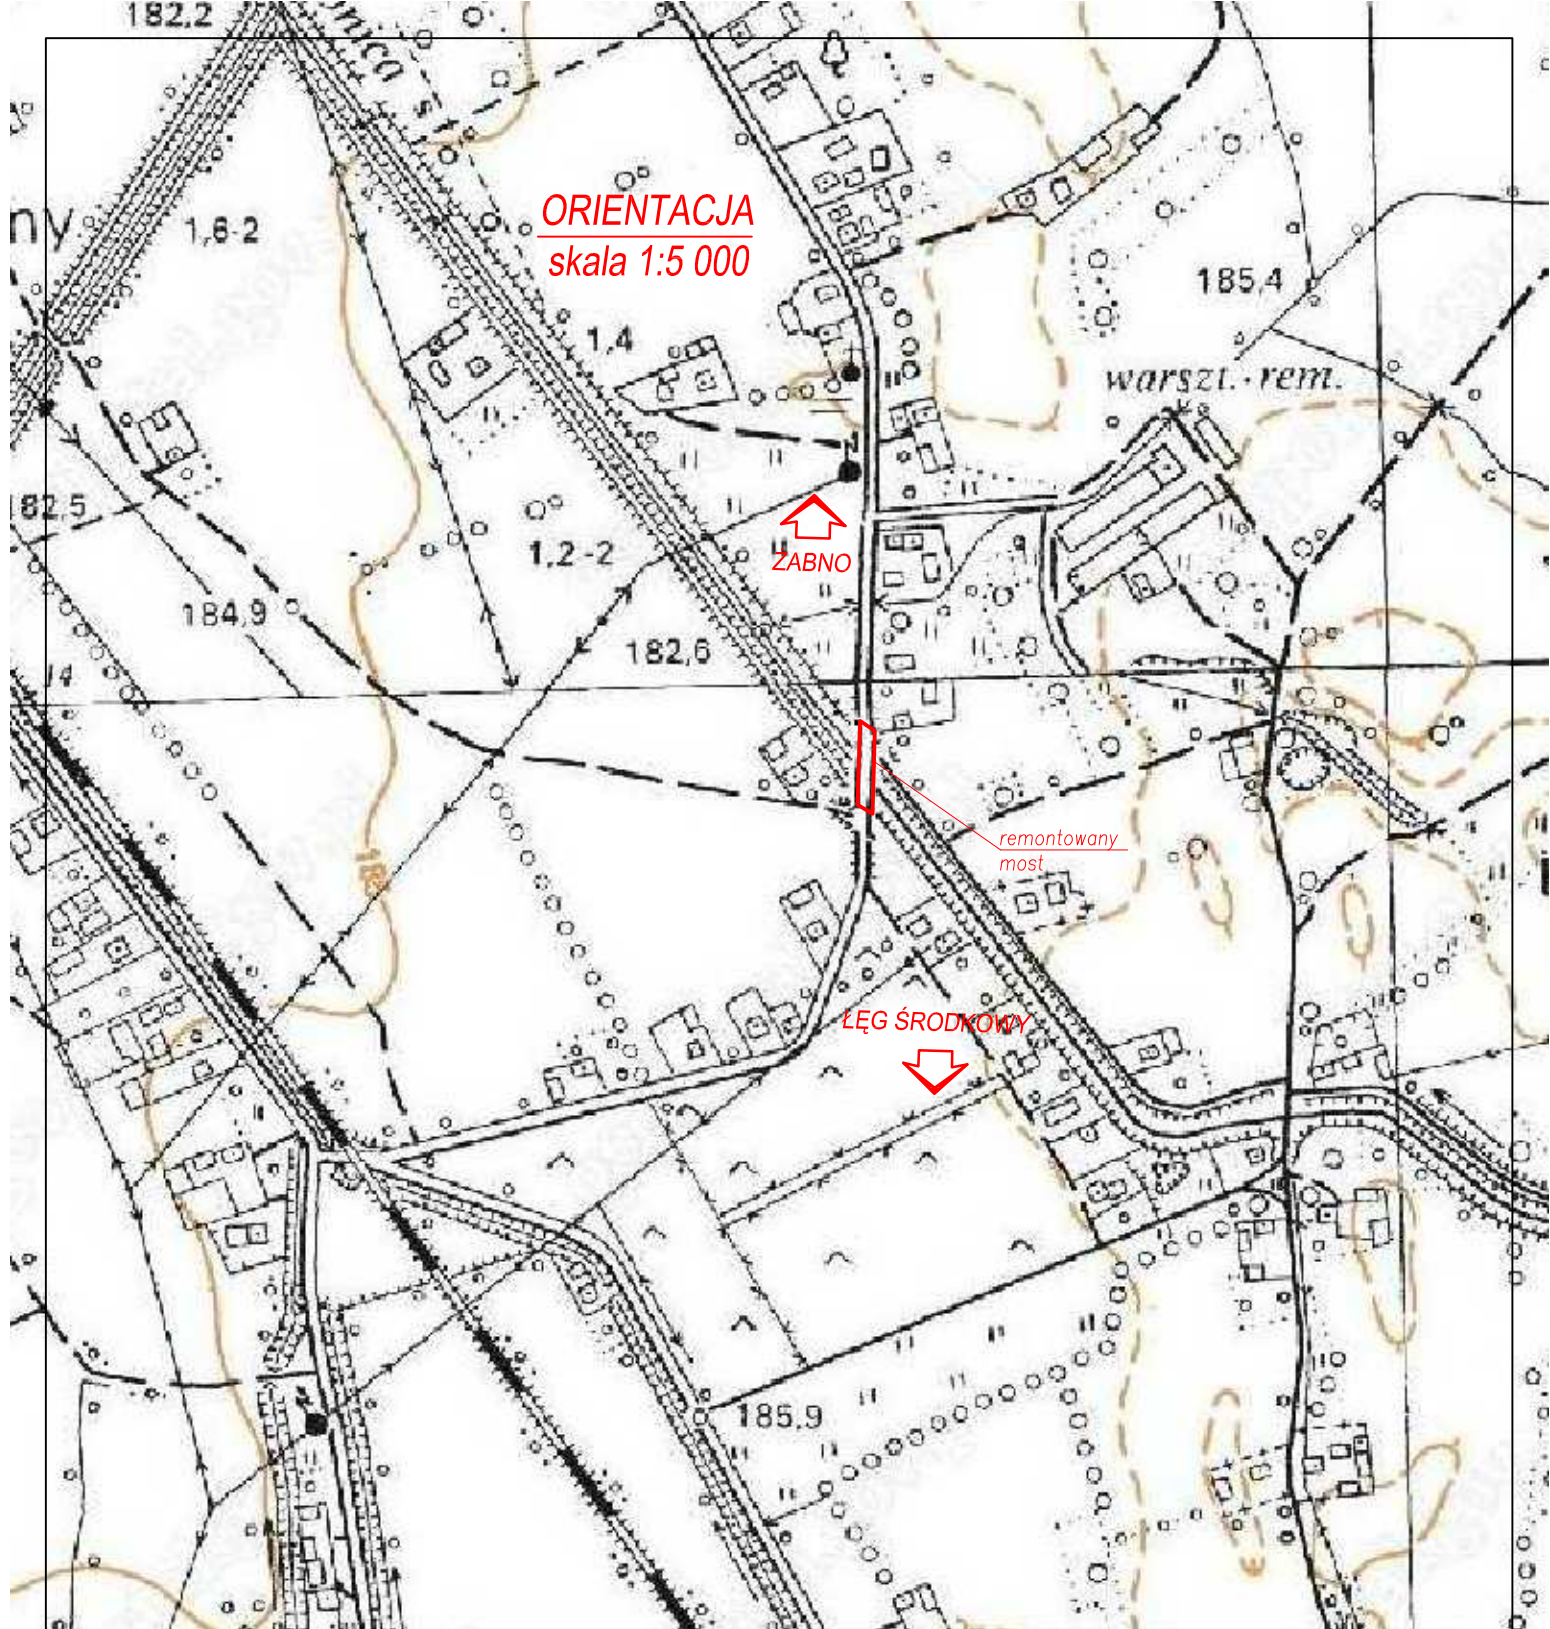 182,2
ny
1,6-2
ORIENTACJA
skala 1:5 000
185,4
1,4
warszt.-rem.
182,5
1,2-2
ŻABNO
184,9
182,6
14
remontowany
most
ŁĘG ŚRODKOWY
185,9